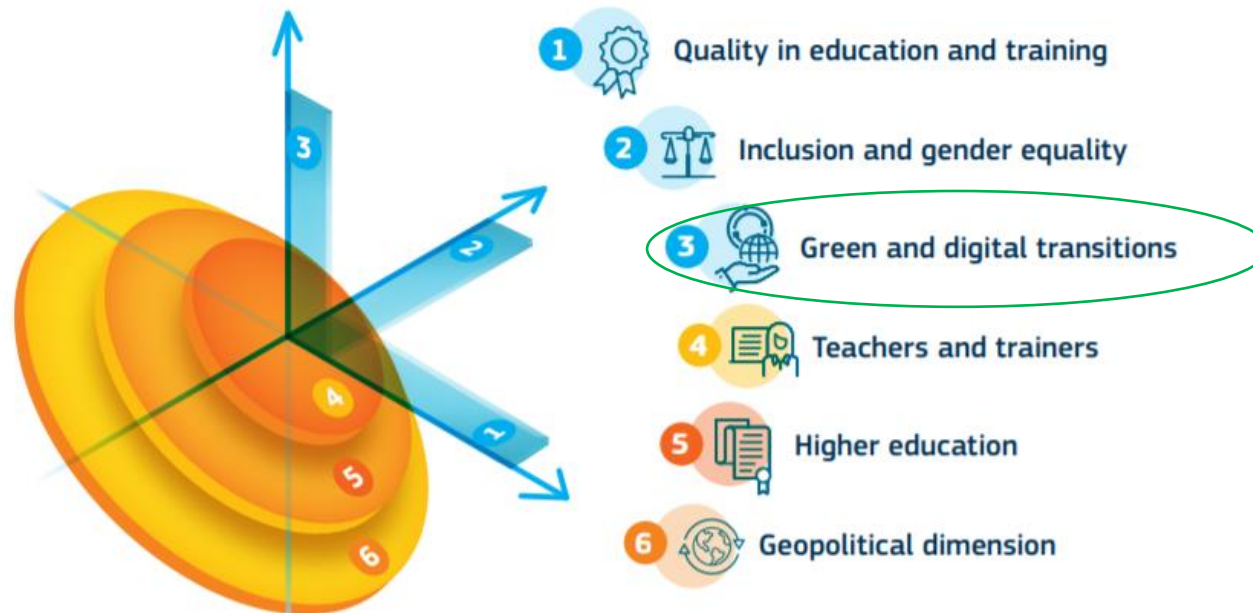 1 Quality in education and training
2 Inclusion and gender equality
3 Green and digital transitions
4 Teachers and trainers
5 Higher education
6 Geopolitical dimension
3
2
1
4
5
6